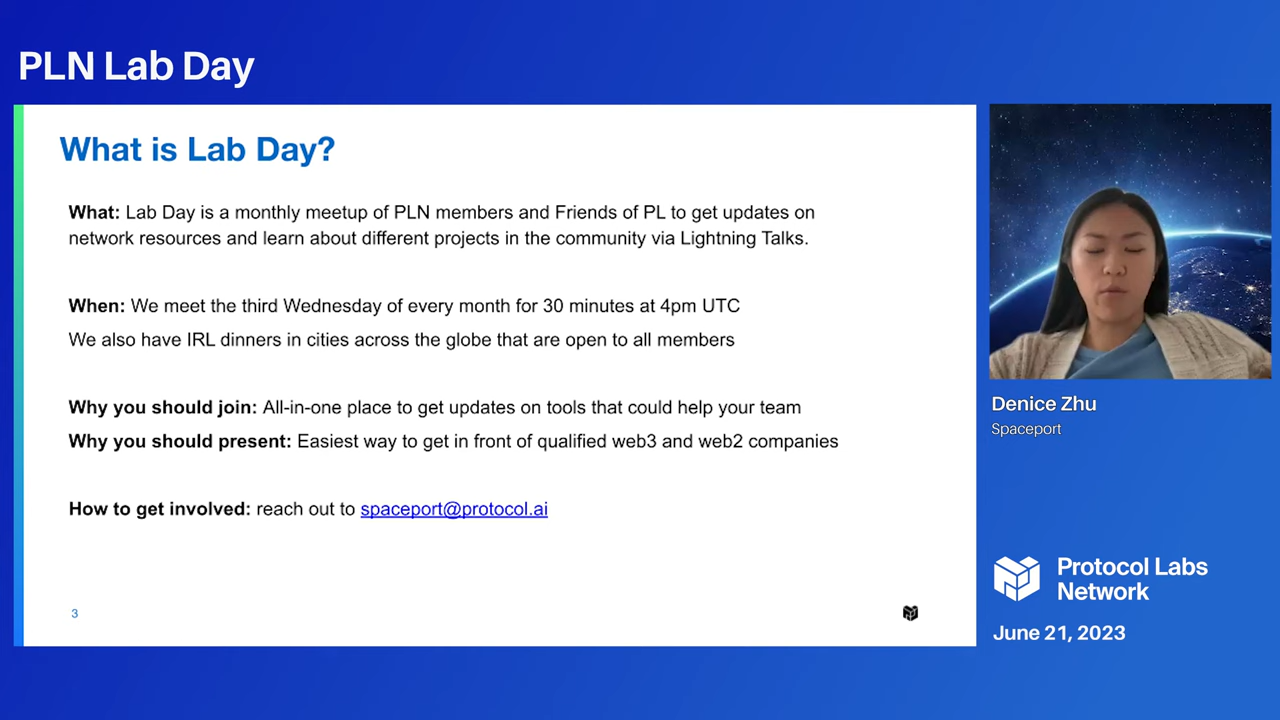 PLN Lab Day
What is Lab Day?
What: Lab Day is a monthly meetup of PLN members and Friends of PL to get updates on
network resources and learn about different projects in the community via Lightning Talks.
When: We meet the third Wednesday of every month for 30 minutes at 4pm UTC
We also have IRL dinners in cities across the globe that are open to all members
Why you should join: All-in-one place to get updates on tools that could help your team
Why you should present: Easiest way to get in front of qualified web3 and web2 companies
How to get involved: reach out to spaceport@protocol.ai
3
Denice Zhu
Spaceport
Protocol Labs
Network
June 21, 2023